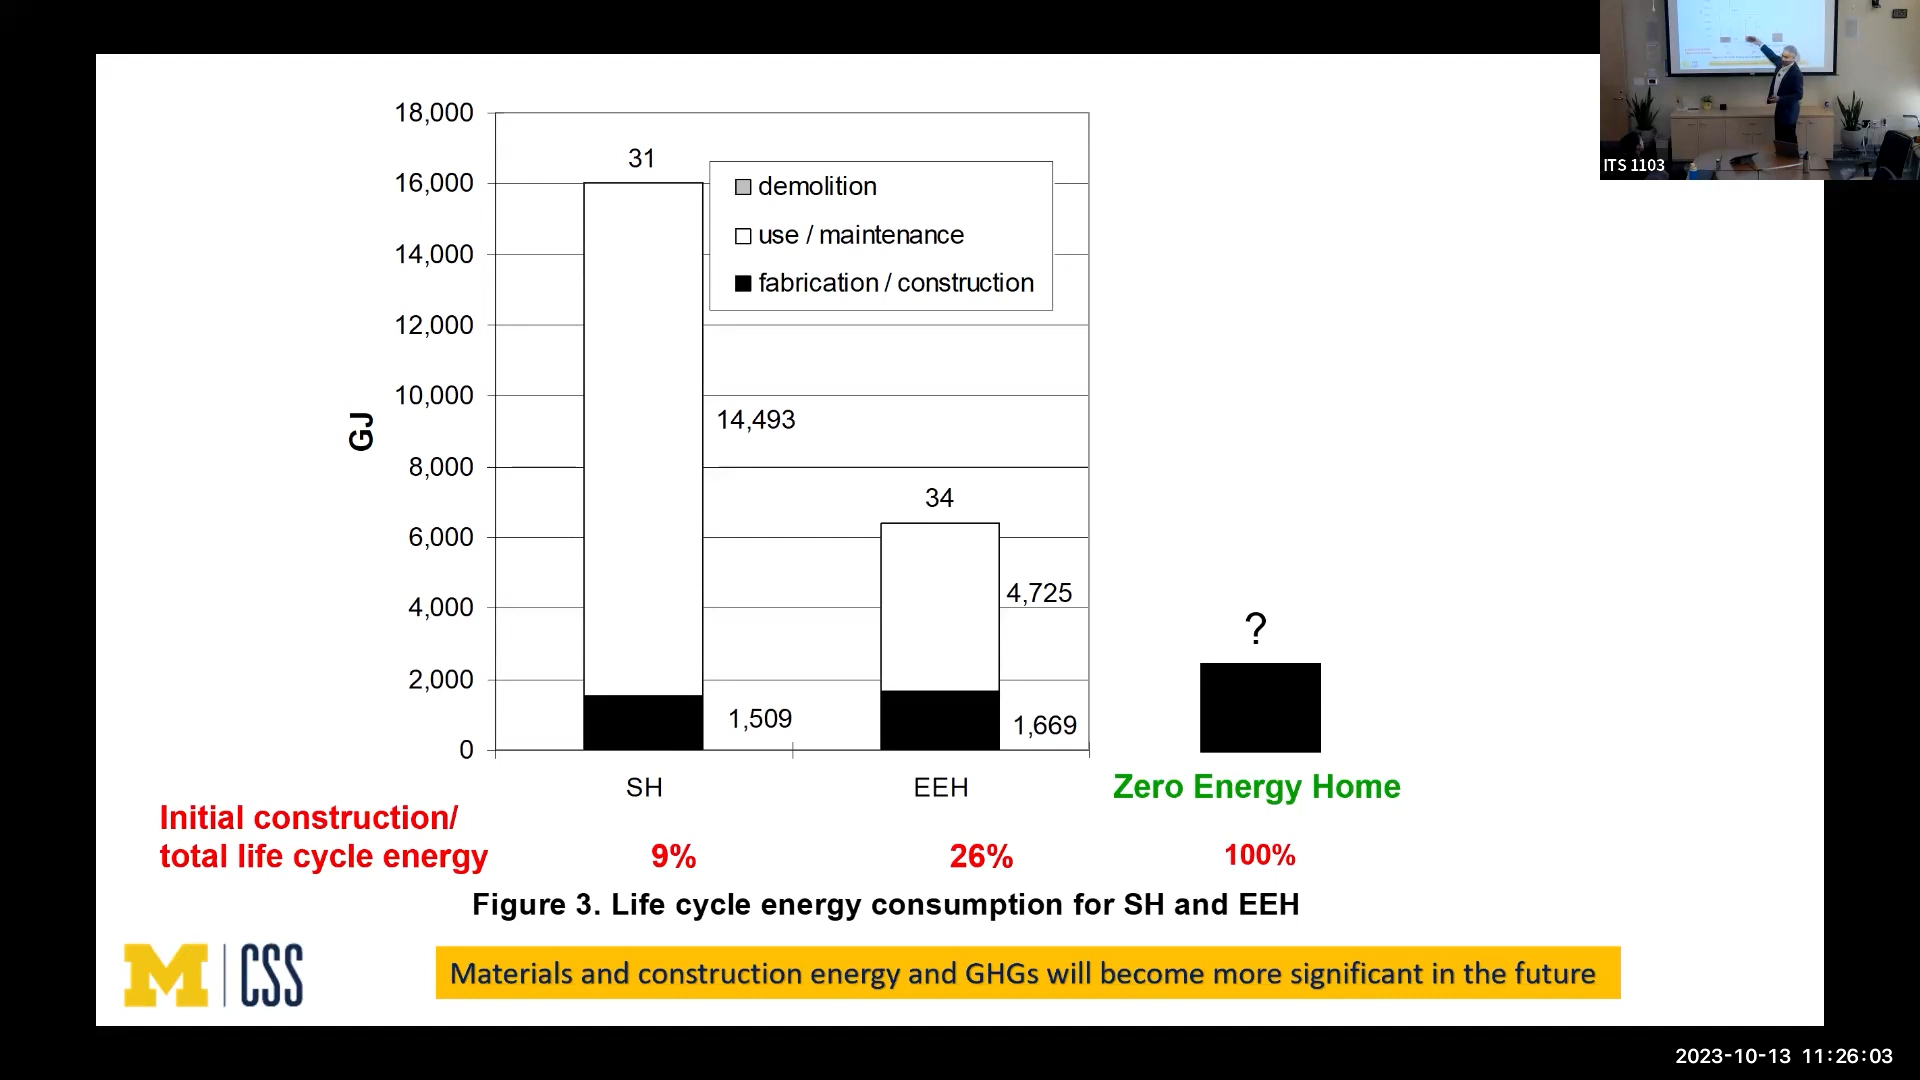 ITS 1103
18,000
16,000
14,000
12,000
10,000
8,000
6,000
4,000
2,000
0
GJ
31
demolition
use / maintenance
fabrication / construction
14,493
1,509
34
4,725
1,669
?
SH
EEH
Zero Energy Home
Initial construction/
total life cycle energy
9%
26%
100%
Figure 3. Life cycle energy consumption for SH and EEH
M CSS
Materials and construction energy and GHGs will become more significant in the future
2023-10-13 11:26:03